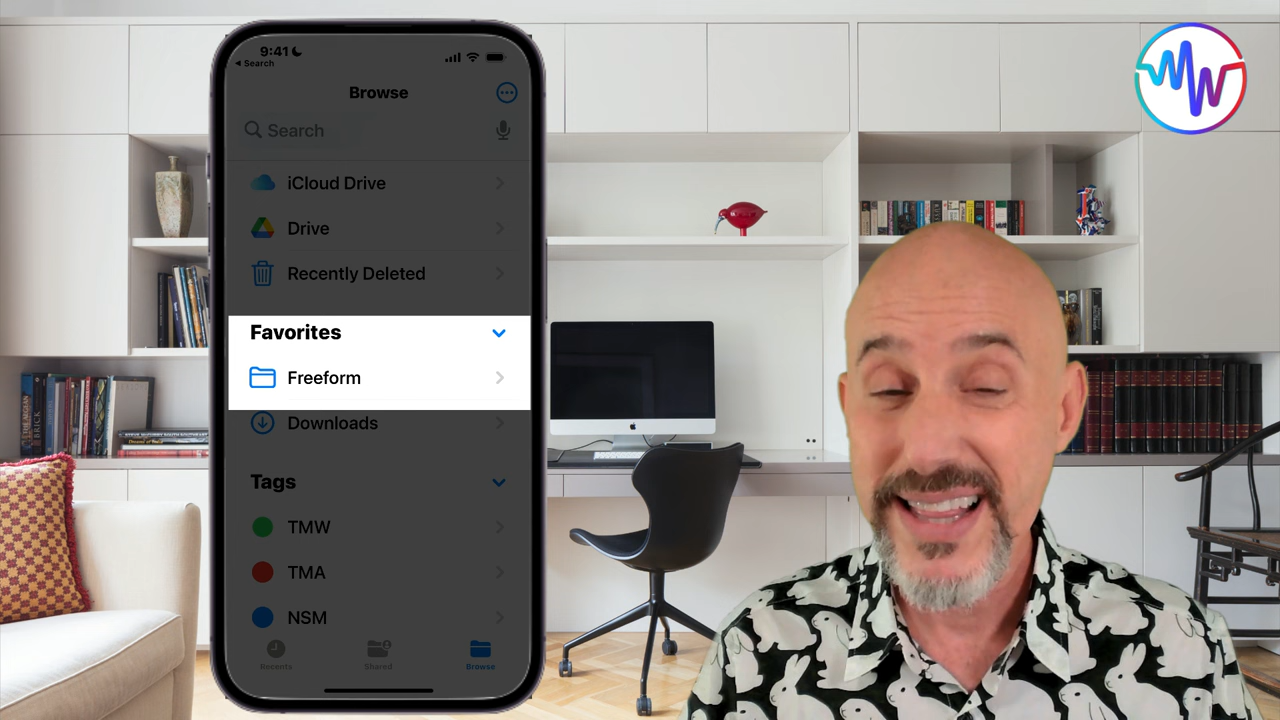 9:41
◀ Search
Browse
Search
iCloud Drive
Drive
Recently Deleted
Favorites
Freeform
Downloads
Tags
TMW
TMA
NSM
Recents
Shared
Browse
MW